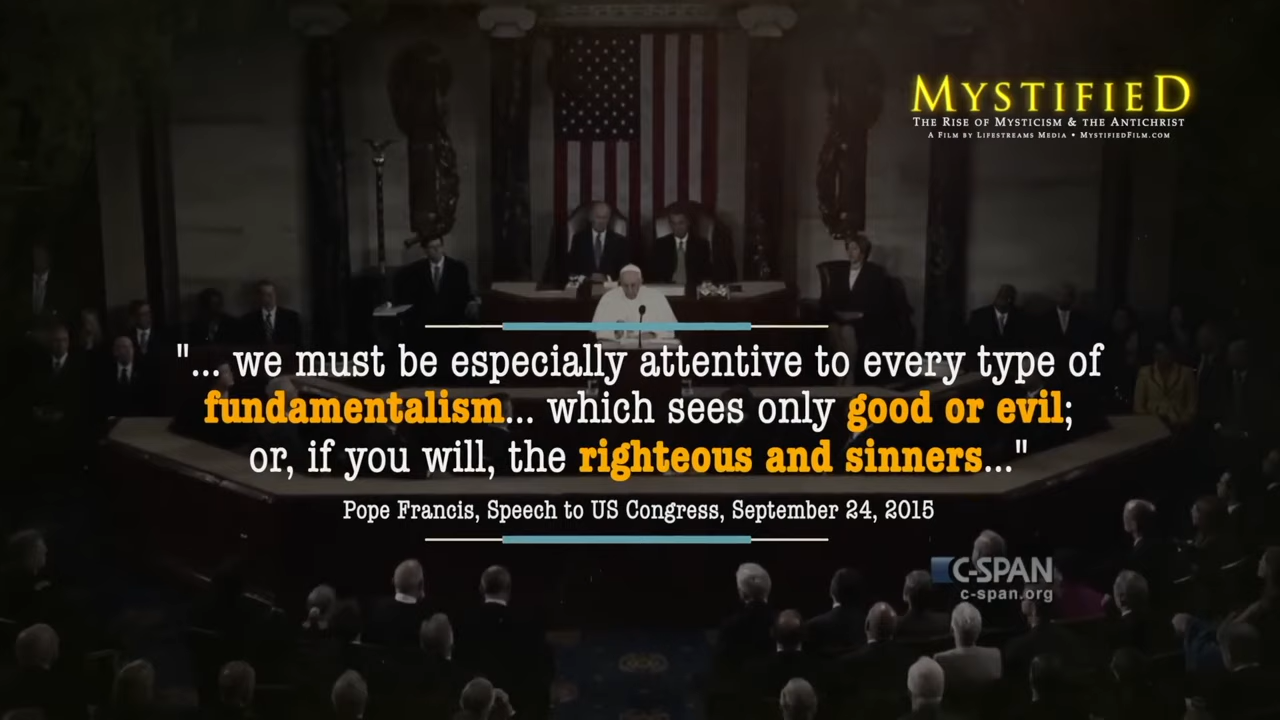 MYSTIFIED
THE RISE OF MYSTICISM & THE ANTICHRIST
A FILM BY LIFESTREAMS MEDIA • MYSTIFIEDFILM.COM
"... we must be especially attentive to every type of
fundamentalism... which sees only good or evil;
or, if you will, the righteous and sinners..."
Pope Francis, Speech to US Congress, September 24, 2015
C-SPAN
c-span.org